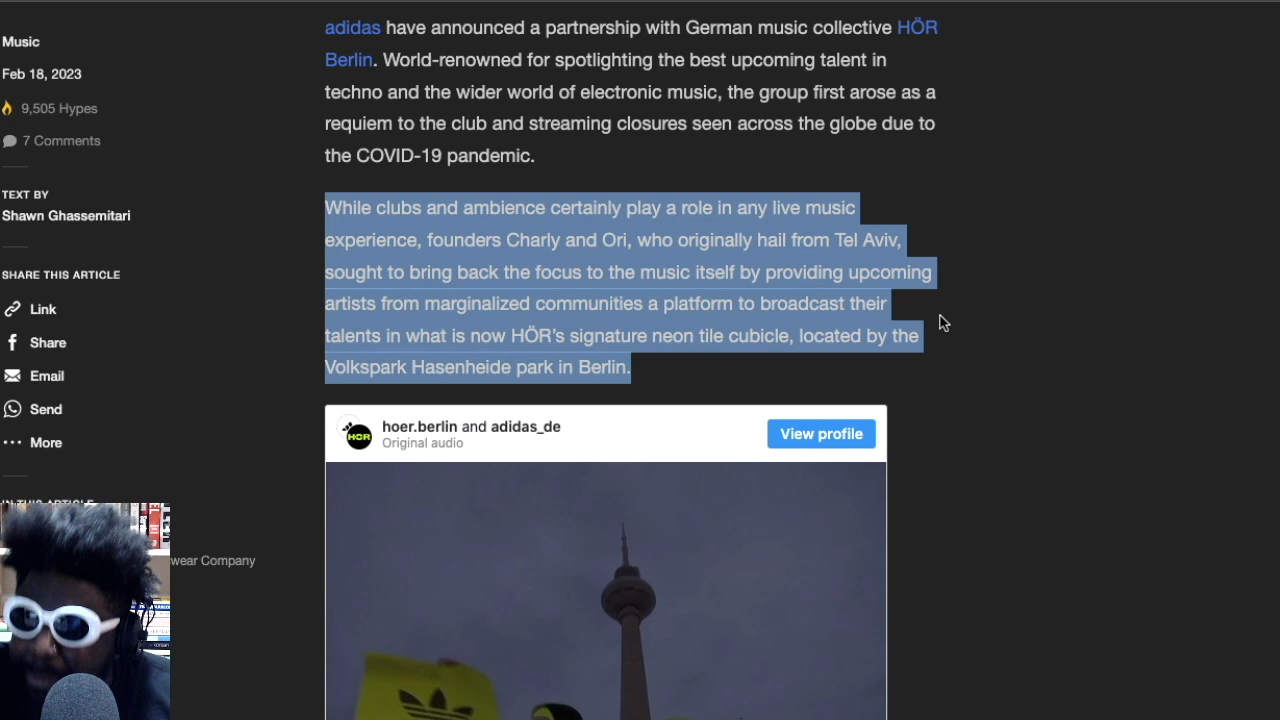 Music
Feb 18, 2023
9,505 Hypes
7 Comments
TEXT BY
Shawn Ghassemitari
SHARE THIS ARTICLE
Link
Share
Email
Send
More
IN THIS ARTICLE
wear Company
adidas have announced a partnership with German music collective HÖR
Berlin. World-renowned for spotlighting the best upcoming talent in
techno and the wider world of electronic music, the group first arose as a
requiem to the club and streaming closures seen across the globe due to
the COVID-19 pandemic.
While clubs and ambience certainly play a role in any live music
experience, founders Charly and Ori, who originally hail from Tel Aviv,
sought to bring back the focus to the music itself by providing upcoming
artists from marginalized communities a platform to broadcast their
talents in what is now HÖR’s signature neon tile cubicle, located by the
Volkspark Hasenheide park in Berlin.
HÖR
hoer.berlin and adidas_de
Original audio
View profile